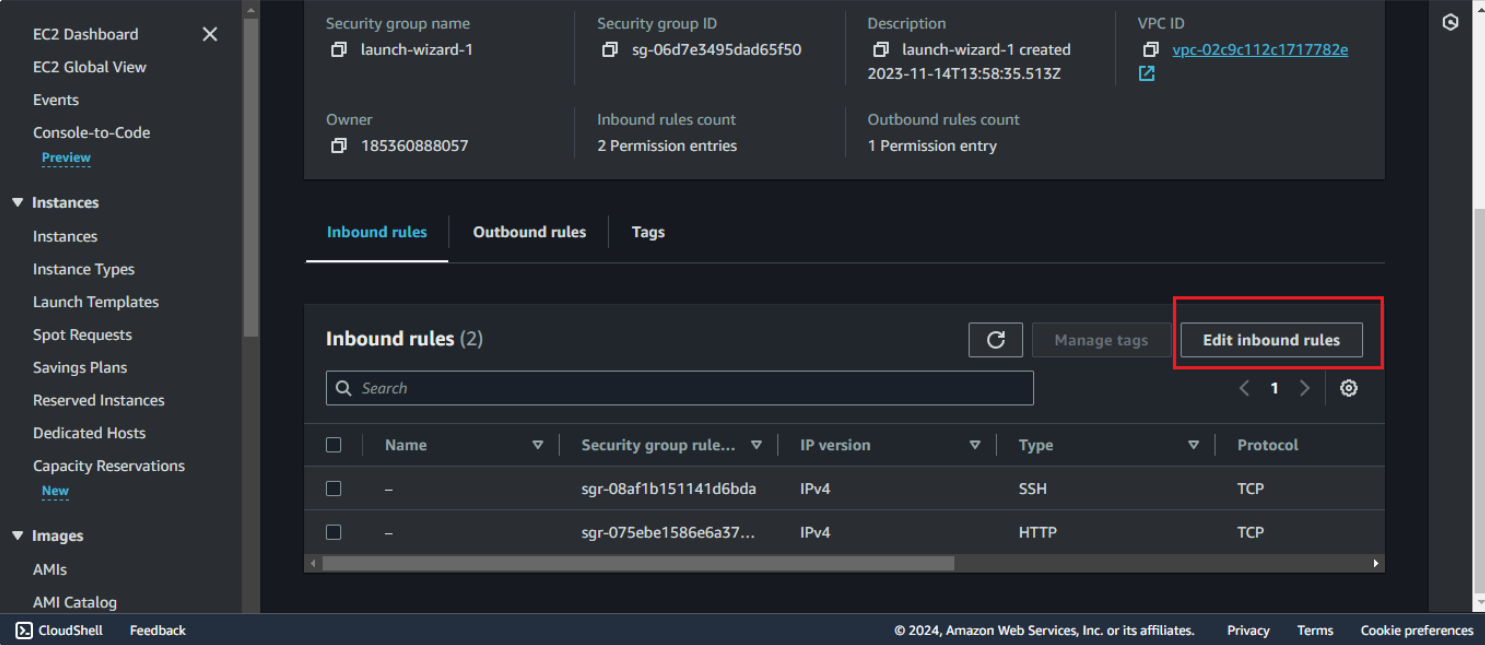 EC2 Dashboard
EC2 Global View
Events
Console-to-Code
Preview
Instances
Instances
Instance Types
Launch Templates
Spot Requests
Savings Plans
Reserved Instances
Dedicated Hosts
Capacity Reservations
New
Images
AMIs
AMI Catalog
Security group name
launch-wizard-1
Security group ID
sg-06d7e3495dad65f50
Description
launch-wizard-1 created
2023-11-14T13:58:35.513Z
VPC ID
vpc-02c9c112c1717782e
Owner
185360888057
Inbound rules count
2 Permission entries
Outbound rules count
1 Permission entry
Inbound rules Outbound rules Tags
Inbound rules (2) Manage tags Edit inbound rules
Search 1
Name Security group rule... IP version Type Protocol
– sgr-08af1b151141d6bda IPv4 SSH TCP
– sgr-075ebe1586e6a37... IPv4 HTTP TCP
CloudShell Feedback © 2024, Amazon Web Services, Inc. or its affiliates. Privacy Terms Cookie preferences